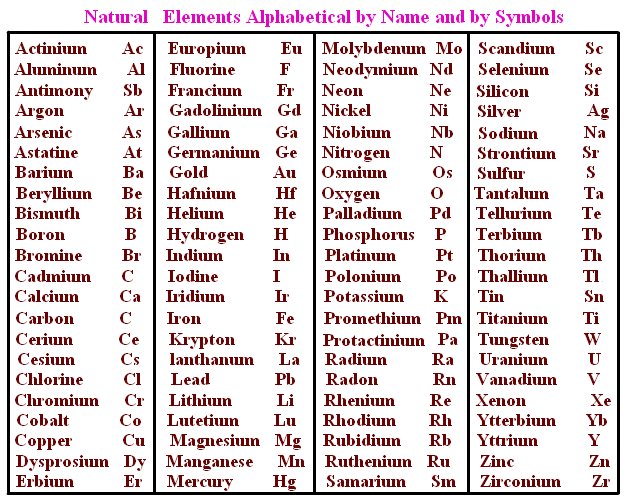 Natural Elements Alphabetical by Name and by Symbols
Actinium Ac
Aluminum Al
Antimony Sb
Argon Ar
Arsenic As
Astatine At
Barium Ba
Beryllium Be
Bismuth Bi
Boron B
Bromine Br
Cadmium C
Calcium Ca
Carbon C
Cerium Ce
Cesium Cs
Chlorine Cl
Chromium Cr
Cobalt Co
Copper Cu
Dysprosium Dy
Erbium Er
Europium Eu
Fluorine F
Francium Fr
Gadolinium Gd
Gallium Ga
Germanium Ge
Gold Au
Hafnium Hf
Helium He
Hydrogen H
Indium In
Iodine I
Iridium Ir
Iron Fe
Krypton Kr
Ianthanum La
Lead Pb
Lithium Li
Lutetium Lu
Magnesium Mg
Manganese Mn
Mercury Hg
Molybdenum Mo
Neodymium Nd
Neon Ne
Nickel Ni
Niobium Nb
Nitrogen N
Osmium Os
Oxygen O
Palladium Pd
Phosphorus P
Platinum Pt
Polonium Po
Potassium K
Promethium Pm
Protactinium Pa
Radium Ra
Radon Rn
Rhenium Re
Rhodium Rh
Rubidium Rb
Ruthenium Ru
Samarium Sm
Scandium Sc
Selenium Se
Silicon Si
Silver Ag
Sodium Na
Strontium Sr
Sulfur S
Tantalum Ta
Tellurium Te
Terbium Tb
Thorium Th
Thallium Tl
Tin Sn
Titanium Ti
Tungsten W
Uranium U
Vanadium V
Xenon Xe
Ytterbium Yb
Yttrium Y
Zinc Zn
Zirconium Zr